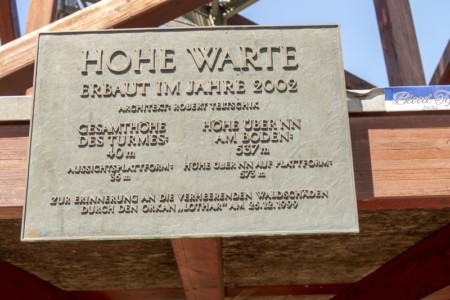 HOHE WARTE
ERBAUT IM JAHRE 2002
ARCHITEKT: ROBERT TEITSCHIK
GESAMTHÖHE
DES TURMES:
40 m
AUSSICHTSPLATTFORM:
36 m
HÖHE ÜBER NN
AM BODEN:
537 m
HÖHE ÜBER NN AUF PLATTFORM:
573 m
ZUR ERINNERUNG AN DIE VERHEERENDEN WALDSCHÄDEN
DURCH DEN ORKAN „LOTHAR" AM 26.12.1999
Blood